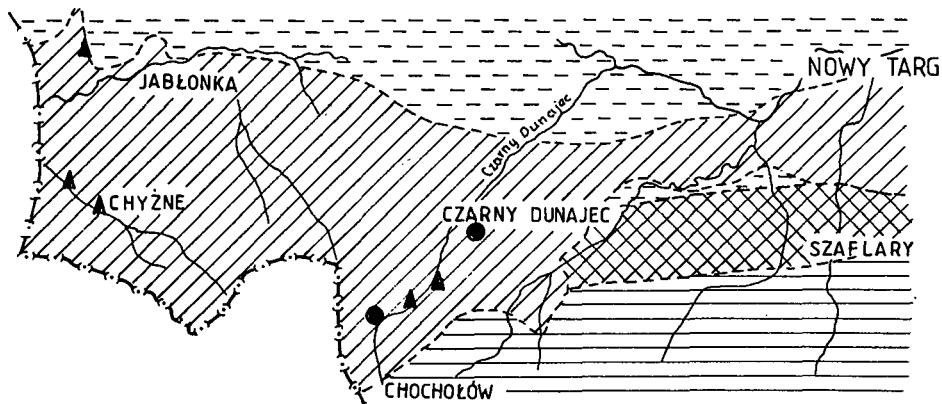 JABŁONKA
NOWY TARG
Czarny Dunajec
CHYŻNE
CZARNY DUNAJEC
SZAFLARY
CHOCHOŁÓW